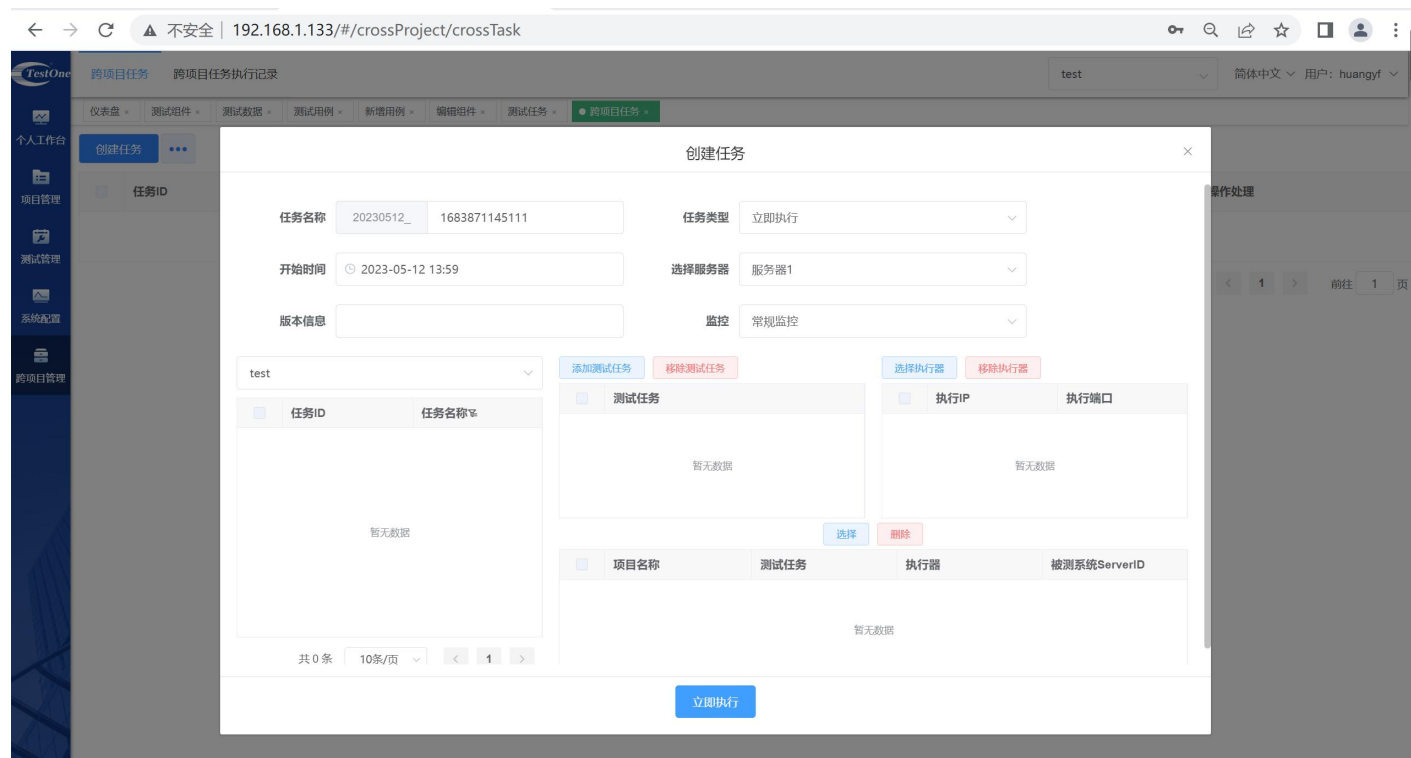 不安全 192.168.1.133/#/crossProject/crossTask
TestOne 跨项目任务 跨项目任务执行记录 test 简体中文 用户: huangyf
仪表盘 × 测试组件 × 测试数据 × 测试用例 × 新增用例 × 编辑组件 × 测试任务 × 跨项目任务 ×
个人工作台
项目管理
测试管理
系统配置
跨项目管理
创建任务 •••
任务ID
操作处理
1 前往 1 页
创建任务 ×
任务名称 20230512_ 1683871145111 任务类型 立即执行
开始时间 2023-05-12 13:59 选择服务器 服务器1
版本信息 监控 常规监控
test 添加测试任务 移除测试任务 选择执行器 移除执行器
任务ID 任务名称 测试任务 执行IP 执行端口
暂无数据 暂无数据
暂无数据
选择 删除
项目名称 测试任务 执行器 被测系统ServerID
暂无数据
共 0 条 10条/页 < 1 >
立即执行